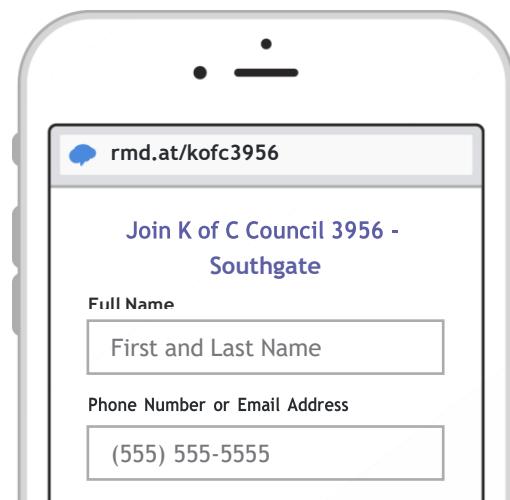 rmd.at/kofc3956
Join K of C Council 3956 -
Southgate
Full Name
First and Last Name
Phone Number or Email Address
(555) 555-5555